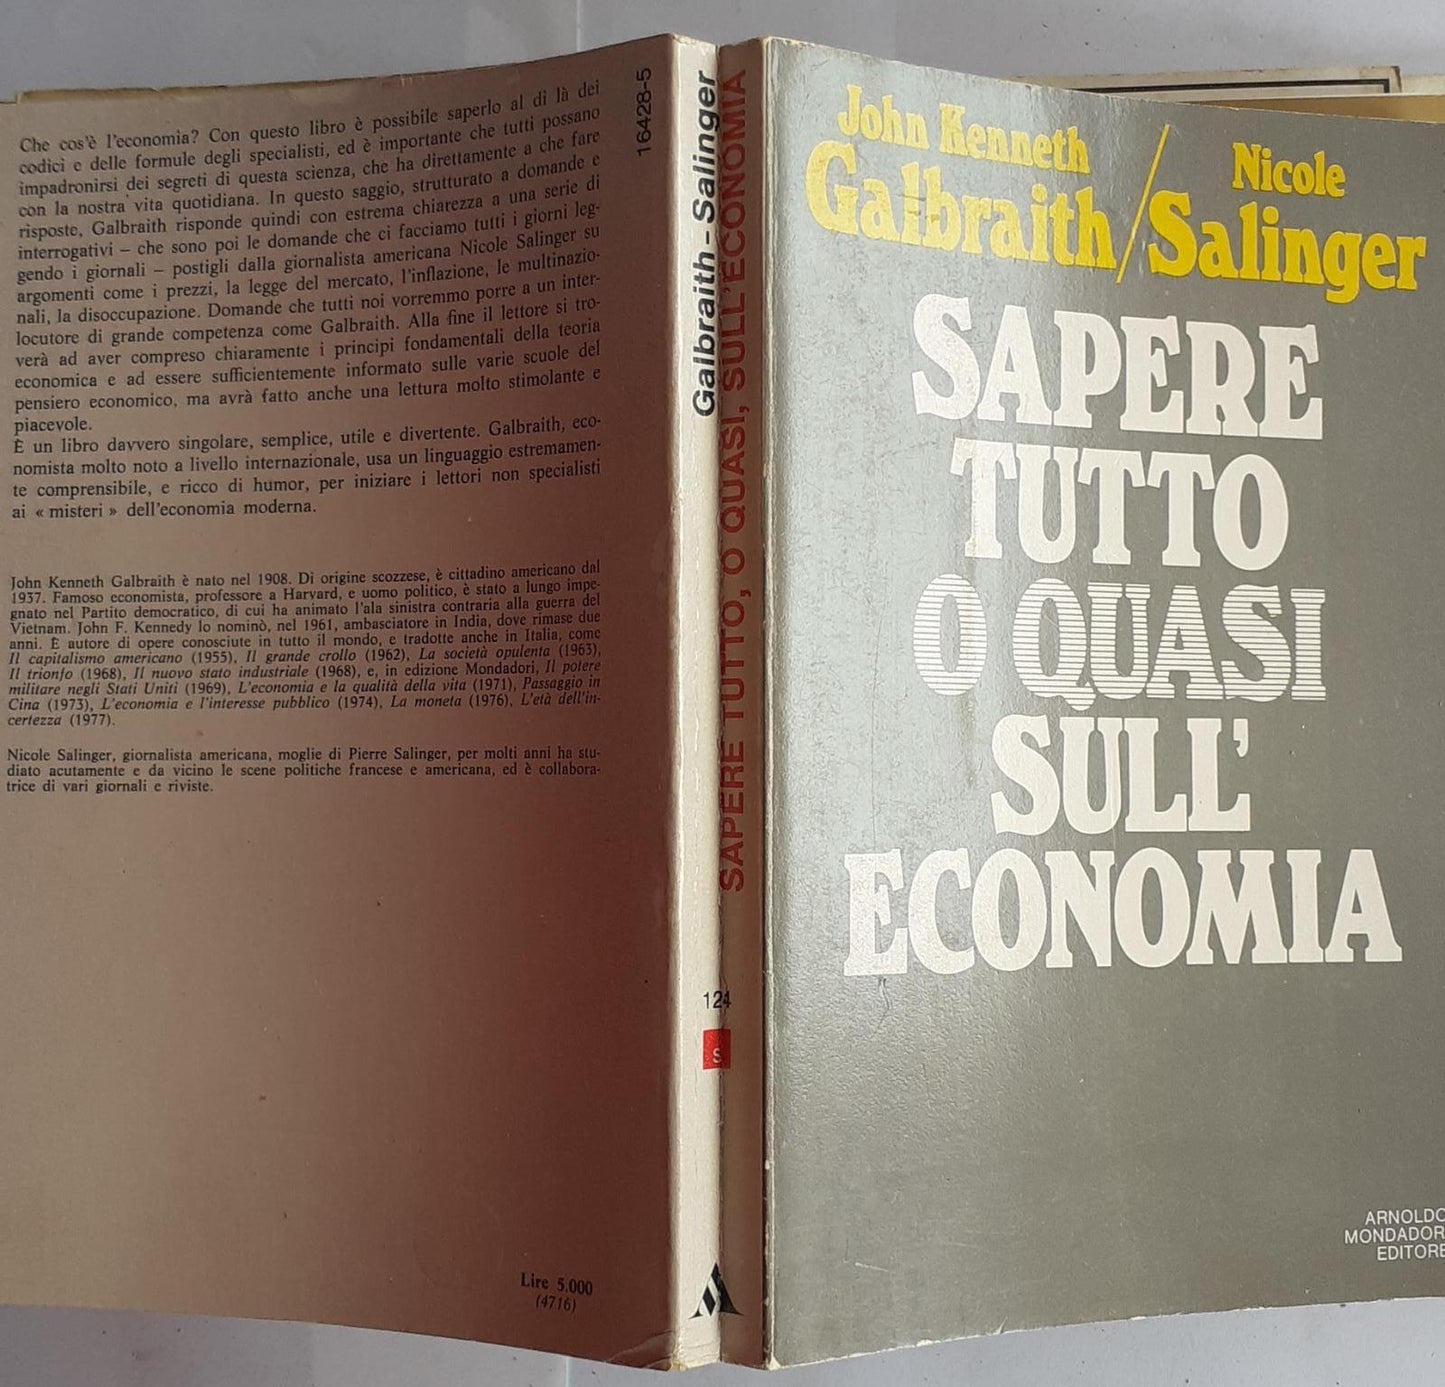 Che cos'è l'economia? Con questo libro è possibile saperlo al di là dei
codici e delle formule degli specialisti, ed è importante che tutti possano
impadronirsi dei segreti di questa scienza, che ha direttamente a che fare
con la nostra vita quotidiana. In questo saggio, strutturato a domande e
risposte, Galbraith risponde quindi con estrema chiarezza a una serie di
interrogativi – che sono poi le domande che ci facciamo tutti i giorni leg-
gendo i giornali – postigli dalla giornalista americana Nicole Salinger su
argomenti come i prezzi, la legge del mercato, l'inflazione, le multinazio-
nali, la disoccupazione. Domande che tutti noi vorremmo porre a un inter-
locutore di grande competenza come Galbraith. Alla fine il lettore si tro-
verà ad aver compreso chiaramente i principi fondamentali della teoria
economica e ad essere sufficientemente informato sulle varie scuole del
pensiero economico, ma avrà fatto anche una lettura molto stimolante e
piacevole.
È un libro davvero singolare, semplice, utile e divertente. Galbraith, eco-
nomista molto noto a livello internazionale, usa un linguaggio estremamen-
te comprensibile, e ricco di humor, per iniziare i lettori non specialisti
ai « misteri » dell'economia moderna.
John Kenneth Galbraith è nato nel 1908. Di origine scozzese, è cittadino americano dal
1937. Famoso economista, professore a Harvard, e uomo politico, è stato a lungo impe-
gnato nel Partito democratico, di cui ha animato l'ala sinistra contraria alla guerra del
Vietnam. John F. Kennedy lo nominò, nel 1961, ambasciatore in India, dove rimase due
anni. È autore di opere conosciute in tutto il mondo, e tradotte anche in Italia, come
Il capitalismo americano (1955), Il grande crollo (1962), La società opulenta (1963),
Il trionfo (1968), Il nuovo stato industriale (1968), e, in edizione Mondadori, Il potere
militare negli Stati Uniti (1969), L'economia e la qualità della vita (1971), Passaggio in
Cina (1973), L'economia e l'interesse pubblico (1974), La moneta (1976), L'età dell'in-
certezza (1977).
Nicole Salinger, giornalista americana, moglie di Pierre Salinger, per molti anni ha stu-
diato acutamente e da vicino le scene politiche francese e americana, ed è collabora-
trice di vari giornali e riviste.
Lire 5.000
(4716)
16428-5
Galbraith-Salinger
SAPERE TUTTO, O QUASI, SULL'ECONOMIA
124
S
John Kenneth
Galbraith/
Nicole
Salinger
SAPERE
TUTTO
O QUASI
SULL'
ECONOMIA
ARNOLDO
MONDADORI
EDITORE